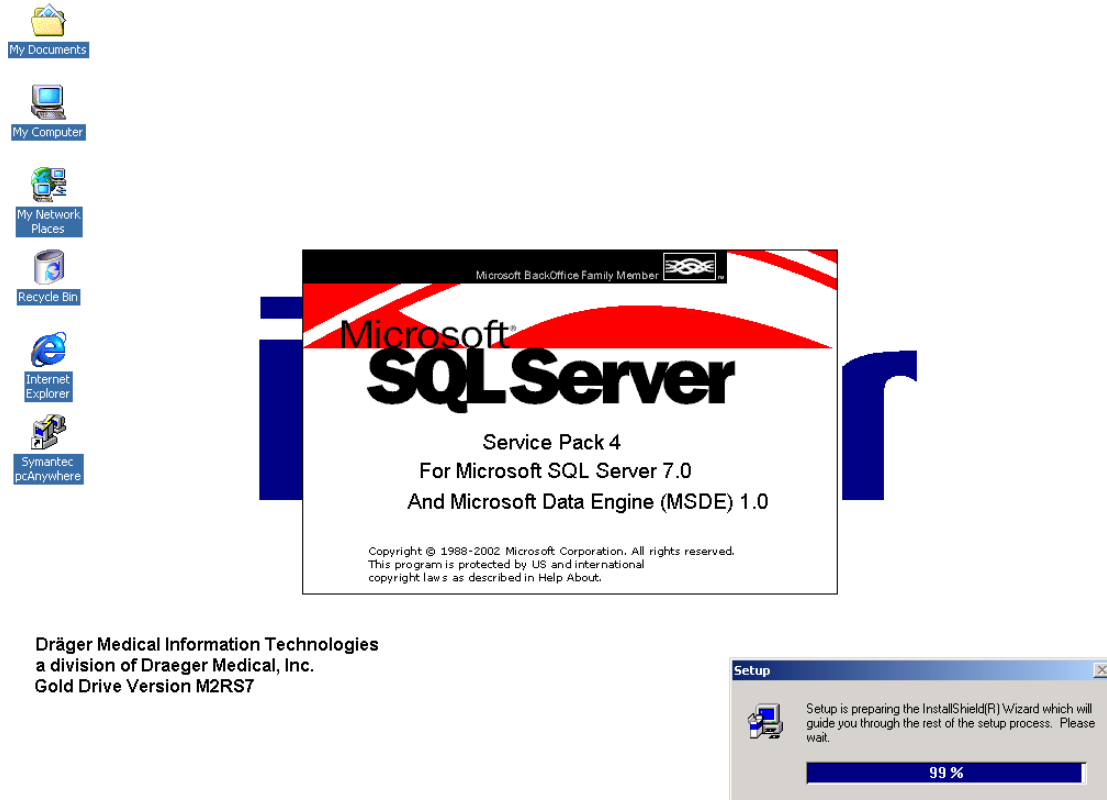 My Documents
My Computer
My Network
Places
Recycle Bin
Internet
Explorer
Symantec
pcAnywhere
Microsoft BackOffice Family Member
Microsoft®
SQL Server
Service Pack 4
For Microsoft SQL Server 7.0
And Microsoft Data Engine (MSDE) 1.0
Copyright © 1988-2002 Microsoft Corporation. All rights reserved.
This program is protected by US and international
copyright laws as described in Help About.
Dräger Medical Information Technologies
a division of Draeger Medical, Inc.
Gold Drive Version M2RS7
Setup
Setup is preparing the InstallShield(R) Wizard which will
guide you through the rest of the setup process. Please
wait.
99 %